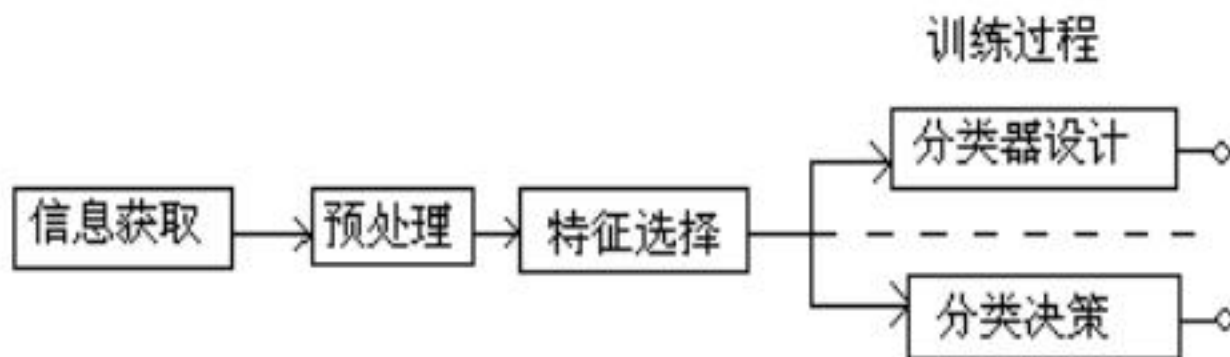 训练过程
分类器设计
信息获取
预处理
特征选择
分类决策